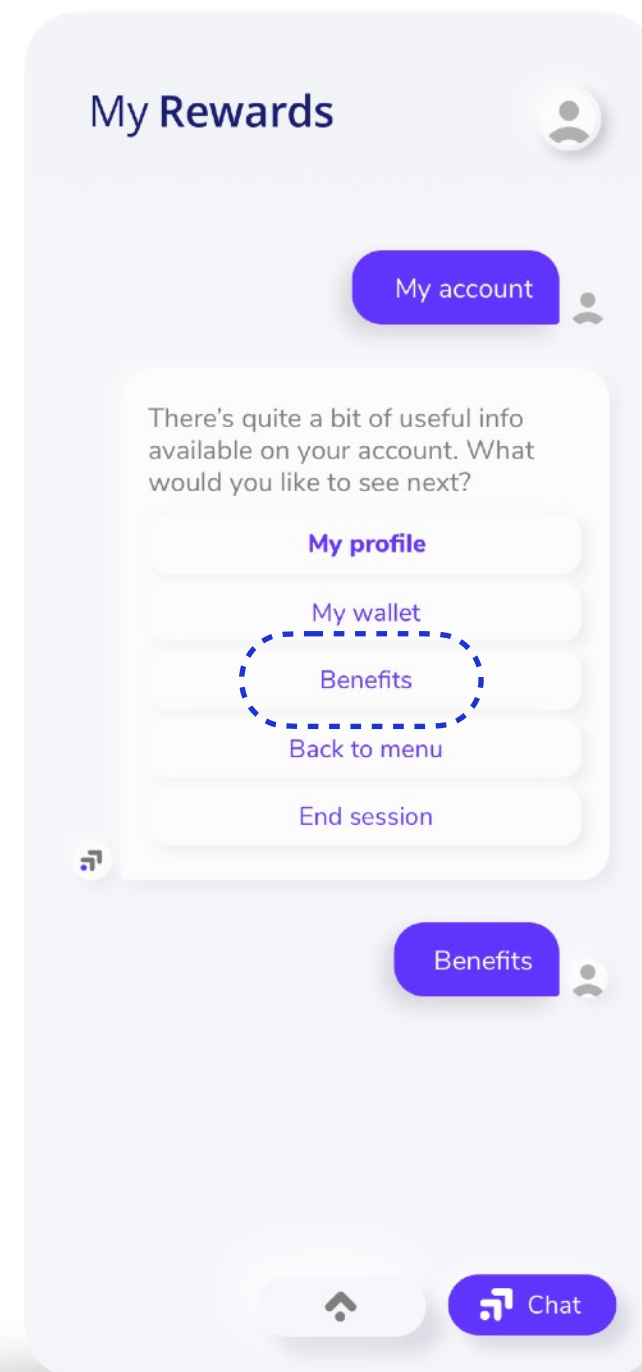 My Rewards
My account
There’s quite a bit of useful info
available on your account. What
would you like to see next?
My profile
My wallet
Benefits
Back to menu
End session
Benefits
Chat